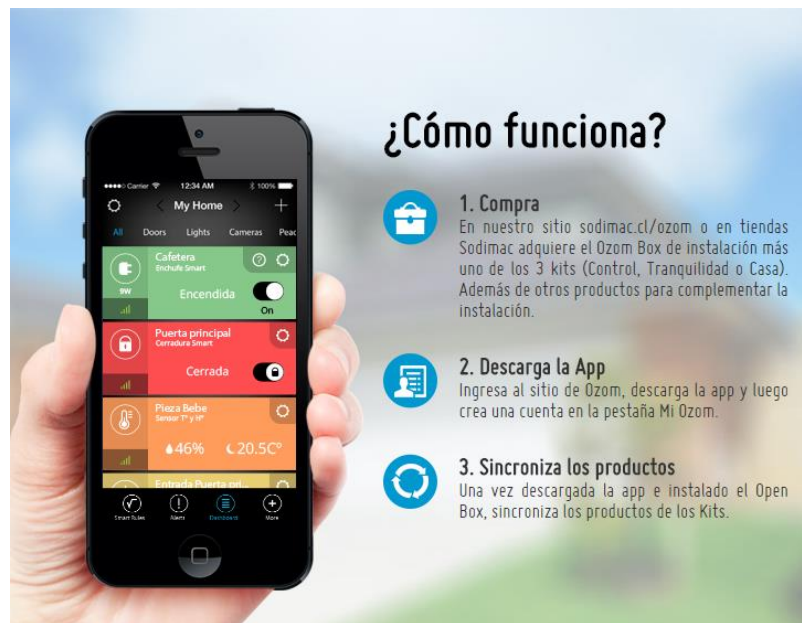 ¿Cómo funciona?
Carrier 12:34 AM 100%
My Home
All Doors Lights Cameras Peac
Cafetera
Enchufe Smart
9W
Encendida
On
Puerta principal
Cerradura Smart
Cerrada
Pieza Bebe
Sensor T° y H°
46% 20.5C°
Entrada Puerta pri...
Smart Rules Alerts Dashboard More
1. Compra
En nuestro sitio sodimac.cl/ozom o en tiendas
Sodimac adquiere el Ozom Box de instalación más
uno de los 3 kits (Control, Tranquilidad o Casa).
Además de otros productos para complementar la
instalación.
2. Descarga la App
Ingresa al sitio de Ozom, descarga la app y luego
crea una cuenta en la pestaña Mi Ozom.
3. Sincroniza los productos
Una vez descargada la app e instalado el Open
Box, sincroniza los productos de los Kits.